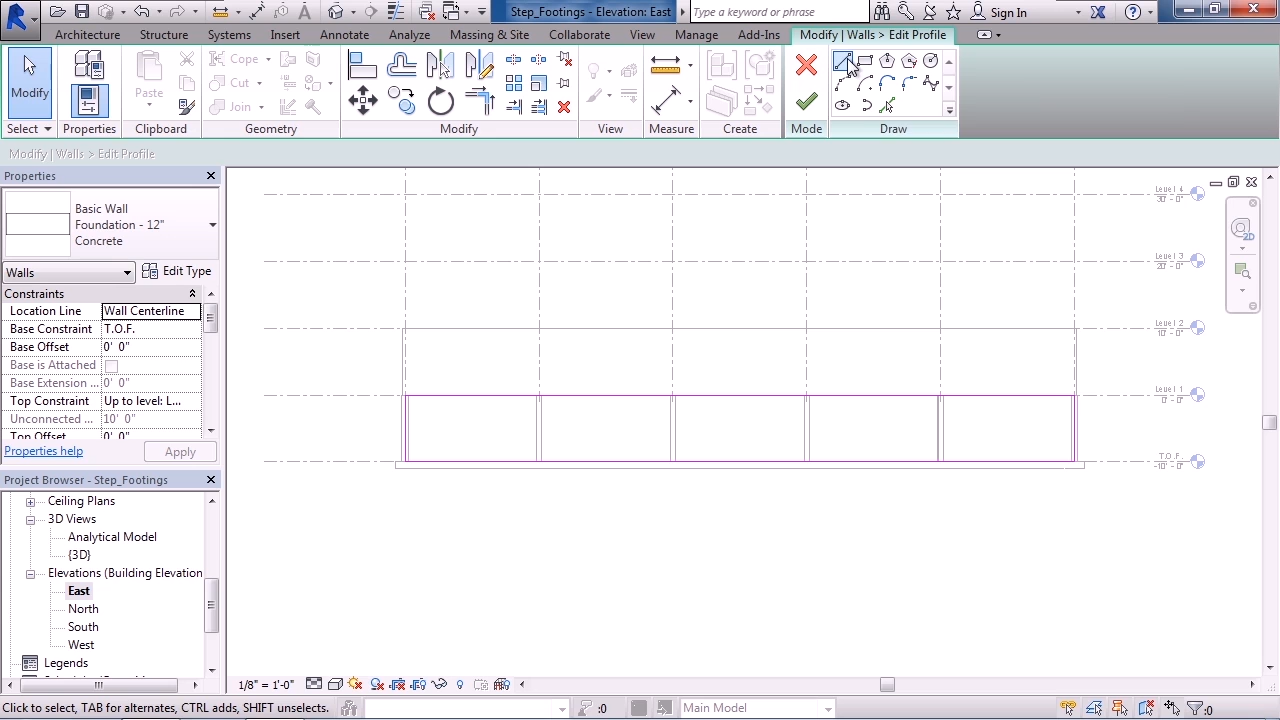 Step_Footings - Elevation: East
Type a keyword or phrase
Sign In
Architecture Structure Systems Insert Annotate Analyze Massing & Site Collaborate View Manage Add-Ins Modify | Walls > Edit Profile
Modify
Paste
Cope
Cut
Join
Select Properties Clipboard Geometry Modify View Measure Create Mode Draw
Modify | Walls > Edit Profile
Properties
Basic Wall
Foundation - 12"
Concrete
Walls
Edit Type
Constraints
Location Line Wall Centerline
Base Constraint T.O.F.
Base Offset 0' 0"
Base is Attached
Base Extension ... 0' 0"
Top Constraint Up to level: L...
Unconnected ... 10' 0"
Top Offset 0' 0"
Properties help
Apply
Project Browser - Step_Footings
Ceiling Plans
3D Views
Analytical Model
{3D}
Elevations (Building Elevation
East
North
South
West
Legends
Level 4
30' - 0"
Level 3
20' - 0"
Level 2
10' - 0"
Level 1
0' - 0"
T.O.F.
-10' - 0"
2D
1/8" = 1'-0"
Click to select, TAB for alternates, CTRL adds, SHIFT unselects.
:0
Main Model
:0